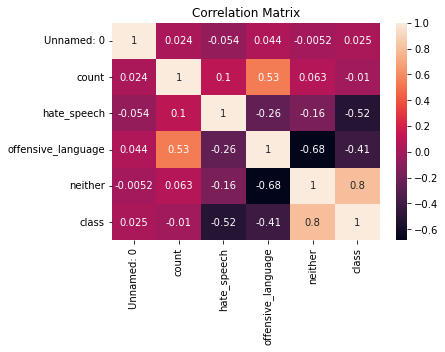 Correlation Matrix
Unnamed: 0 1 0.024 -0.054 0.044 -0.0052 0.025
count 0.024 1 0.1 0.53 0.063 -0.01
hate_speech -0.054 0.1 1 -0.26 -0.16 -0.52
offensive_language 0.044 0.53 -0.26 1 -0.68 -0.41
neither -0.0052 0.063 -0.16 -0.68 1 0.8
class 0.025 -0.01 -0.52 -0.41 0.8 1
Unnamed: 0
count
hate_speech
offensive_language
neither
class
1.0
0.8
0.6
0.4
0.2
0.0
−0.2
−0.4
−0.6